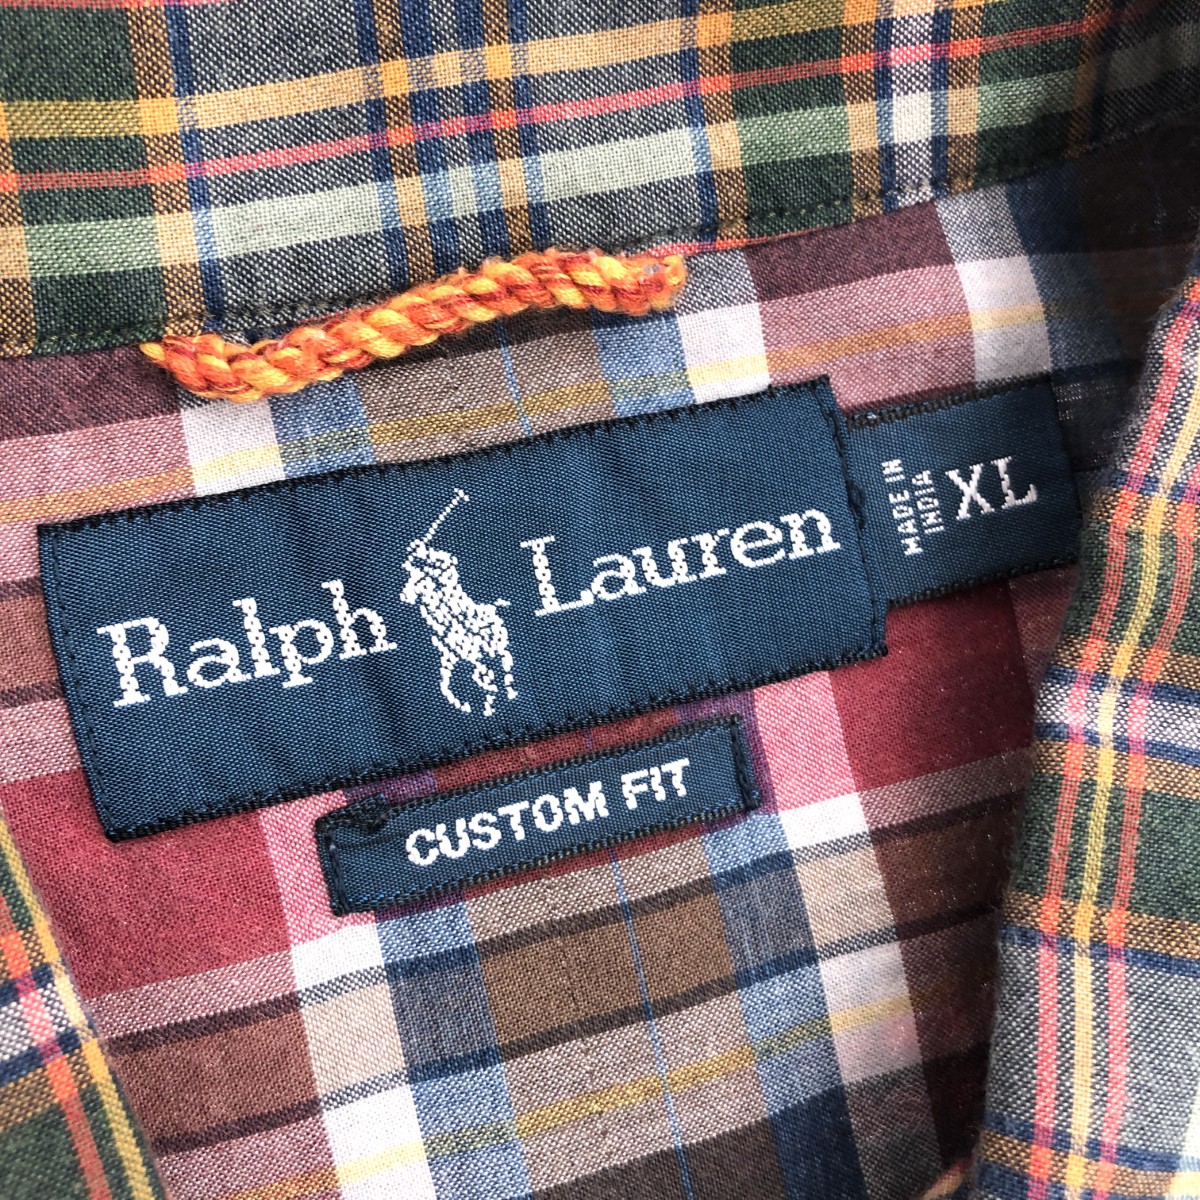 Ralph Lauren
MADE IN
INDIA
XL
CUSTOM FIT